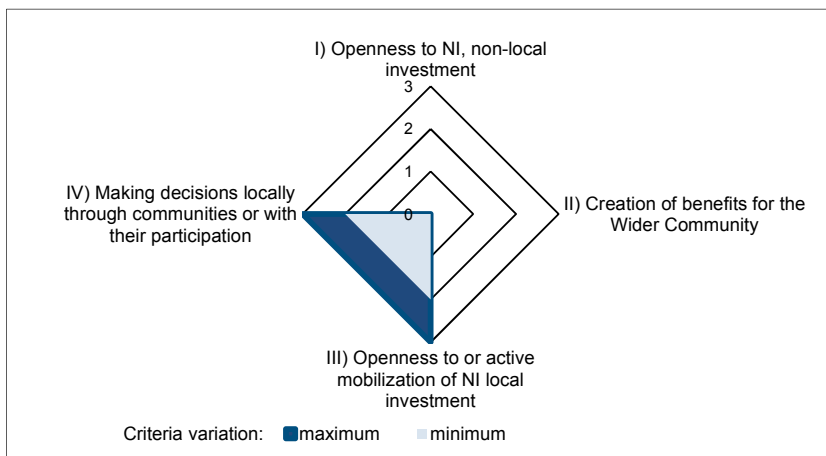 I) Openness to NI, non-local
investment
3
2
1
0
IV) Making decisions locally
through communities or with
their participation
II) Creation of benefits for the
Wider Community
III) Openness to or active
mobilization of NI local
investment
Criteria variation: maximum minimum